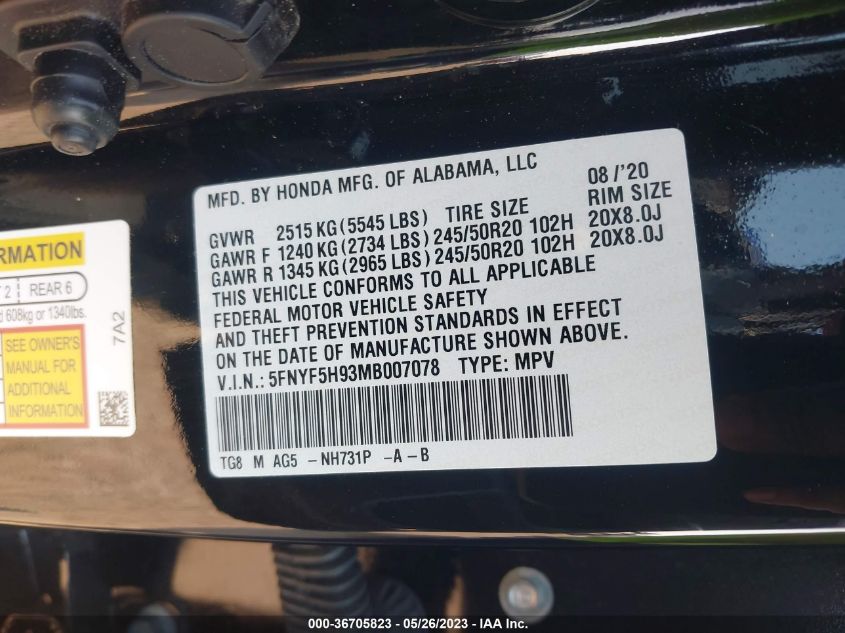 MFD. BY HONDA MFG. OF ALABAMA, LLC 08/'20
GVWR 2515 KG (5545 LBS) TIRE SIZE RIM SIZE
GAWR F 1240 KG (2734 LBS) 245/50R20 102H 20X8.0J
GAWR R 1345 KG (2965 LBS) 245/50R20 102H 20X8.0J
THIS VEHICLE CONFORMS TO ALL APPLICABLE
FEDERAL MOTOR VEHICLE SAFETY
AND THEFT PREVENTION STANDARDS IN EFFECT
ON THE DATE OF MANUFACTURE SHOWN ABOVE.
V.I.N.: 5FNYF5H93MB007078 TYPE: MPV
TG8 M AG5 -NH731P -A -B
2 REAR 6
608kg or 1340lbs.
SEE OWNER'S
MANUAL FOR
ADDITIONAL
INFORMATION
7A2
000-36705823 - 05/26/2023 - IAA Inc.